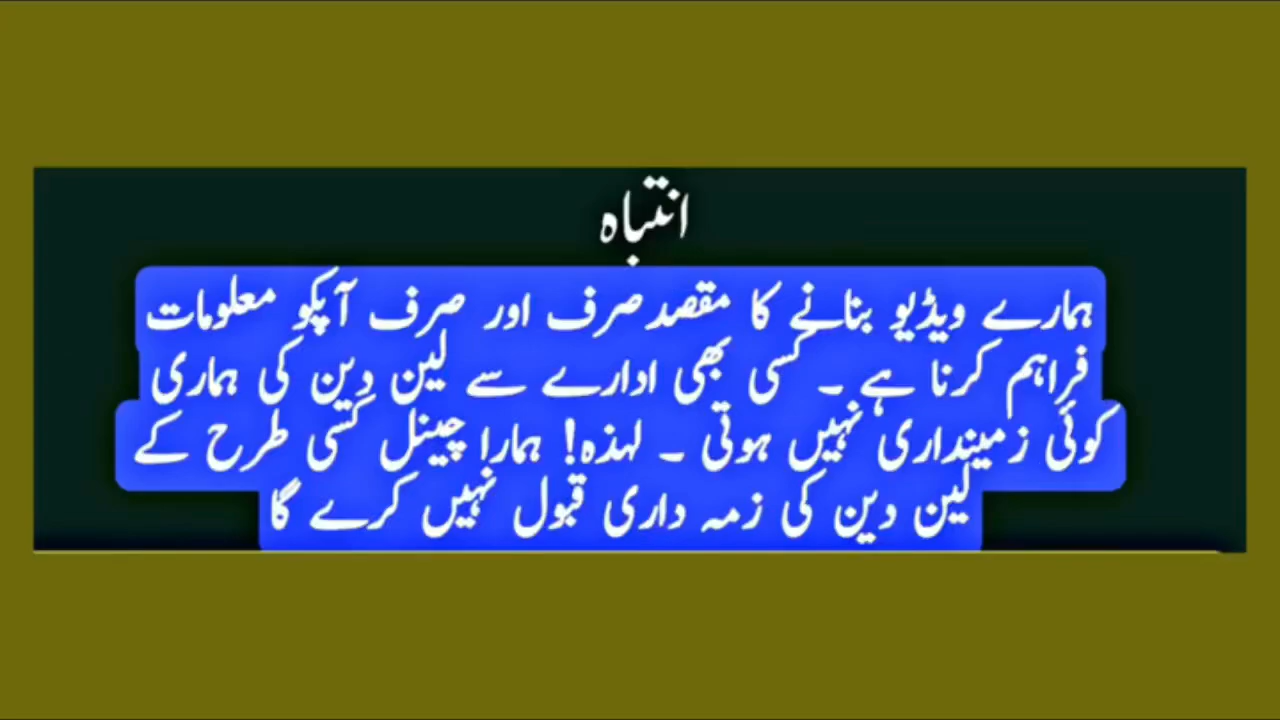 انتباہ
ہمارے ویڈیو بنانے کا مقصد صرف اور صرف آپکو معلومات
فراہم کرنا ہے ۔ کسی بھی ادارے سے لین دین کی ہماری
کوئی زمینداری نہیں ہوتی ۔ لہذہ! ہمارا چینل کسی طرح کے
لین دین کی زمہ داری قبول نہیں کرے گا